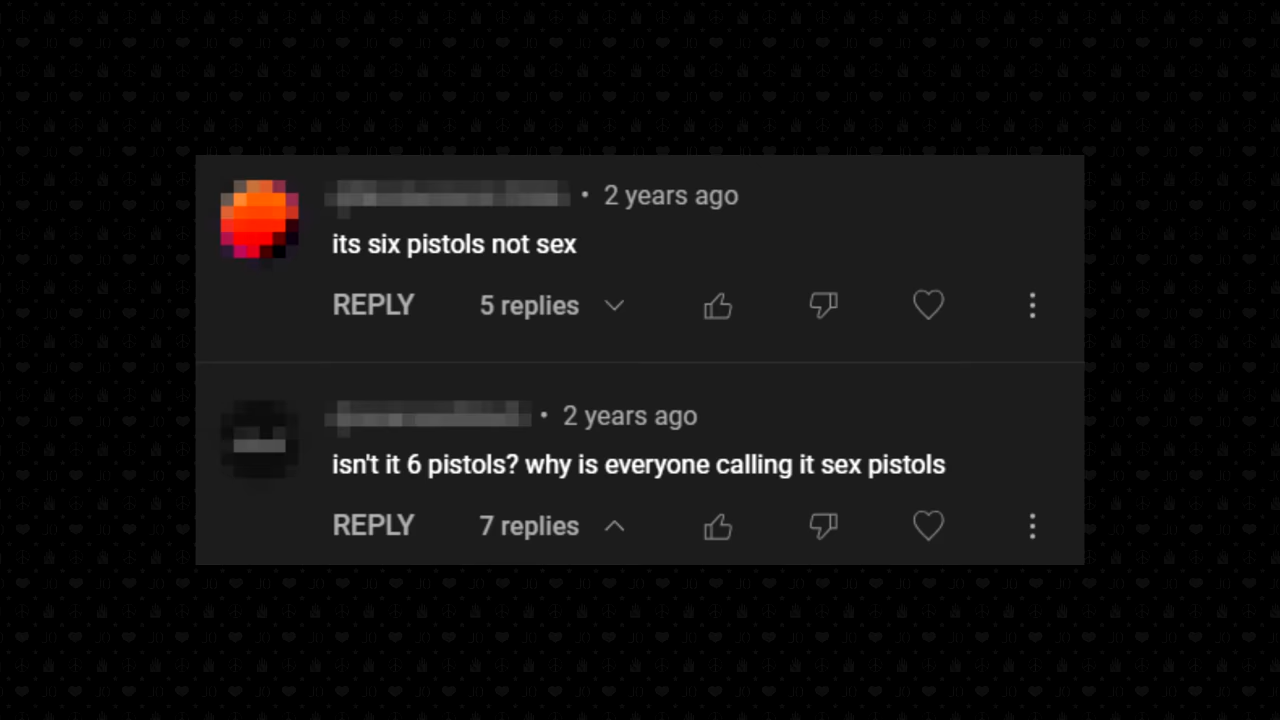 • 2 years ago
its six pistols not sex
REPLY 5 replies
• 2 years ago
isn't it 6 pistols? why is everyone calling it sex pistols
REPLY 7 replies